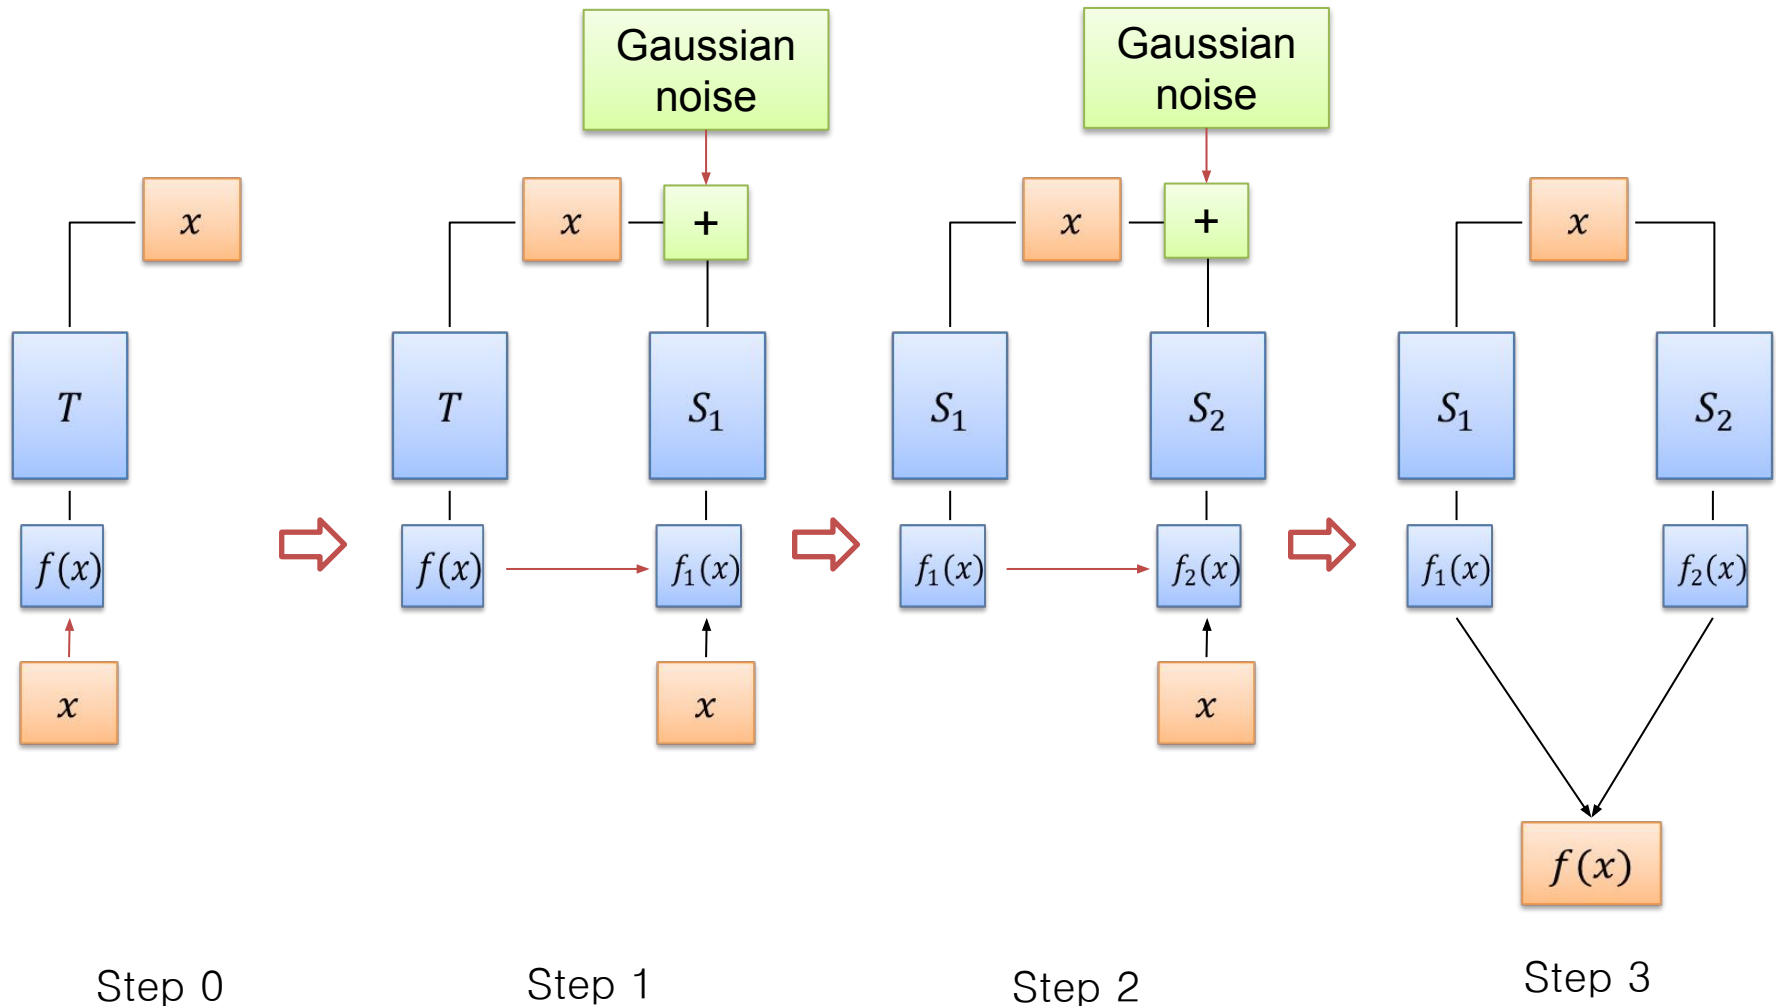 Gaussian
noise
Gaussian
noise
x
x
+
x
+
x
T
T
S₁
S₁
S₂
S₁
S₂
f(x)
f(x)
f₁(x)
f₁(x)
f₂(x)
f₁(x)
f₂(x)
x
x
x
f(x)
Step 0
Step 1
Step 2
Step 3